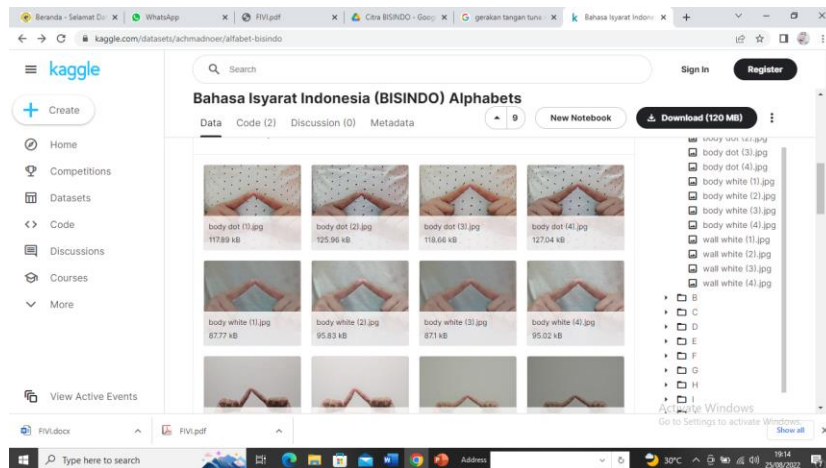 Beranda - Selamat Da
WhatsApp
FIVI.pdf
Citra BISINDO - Goog
gerakan tangan tuna
Bahasa Isyarat Indone
kaggle.com/datasets/achmadnoer/alfabet-bisindo
kaggle
Search
Sign In
Register
Create
Home
Competitions
Datasets
Code
Discussions
Courses
More
View Active Events
Bahasa Isyarat Indonesia (BISINDO) Alphabets
Data Code (2) Discussion (0) Metadata
9
New Notebook
Download (120 MB)
body dot (1).jpg
117.89 kB
body dot (2).jpg
125.96 kB
body dot (3).jpg
118.66 kB
body dot (4).jpg
127.04 kB
body white (1).jpg
87.77 kB
body white (2).jpg
95.83 kB
body white (3).jpg
87.1 kB
body white (4).jpg
95.02 kB
body dot (2).jpg
body dot (3).jpg
body dot (4).jpg
body white (1).jpg
body white (2).jpg
body white (3).jpg
body white (4).jpg
wall white (1).jpg
wall white (2).jpg
wall white (3).jpg
wall white (4).jpg
B
C
D
E
F
G
H
I
Activate Windows
Go to Settings to activate Windows.
FIVI.docx
FIVI.pdf
Show all
Type here to search
Address
30°C
19:14
25/08/2022